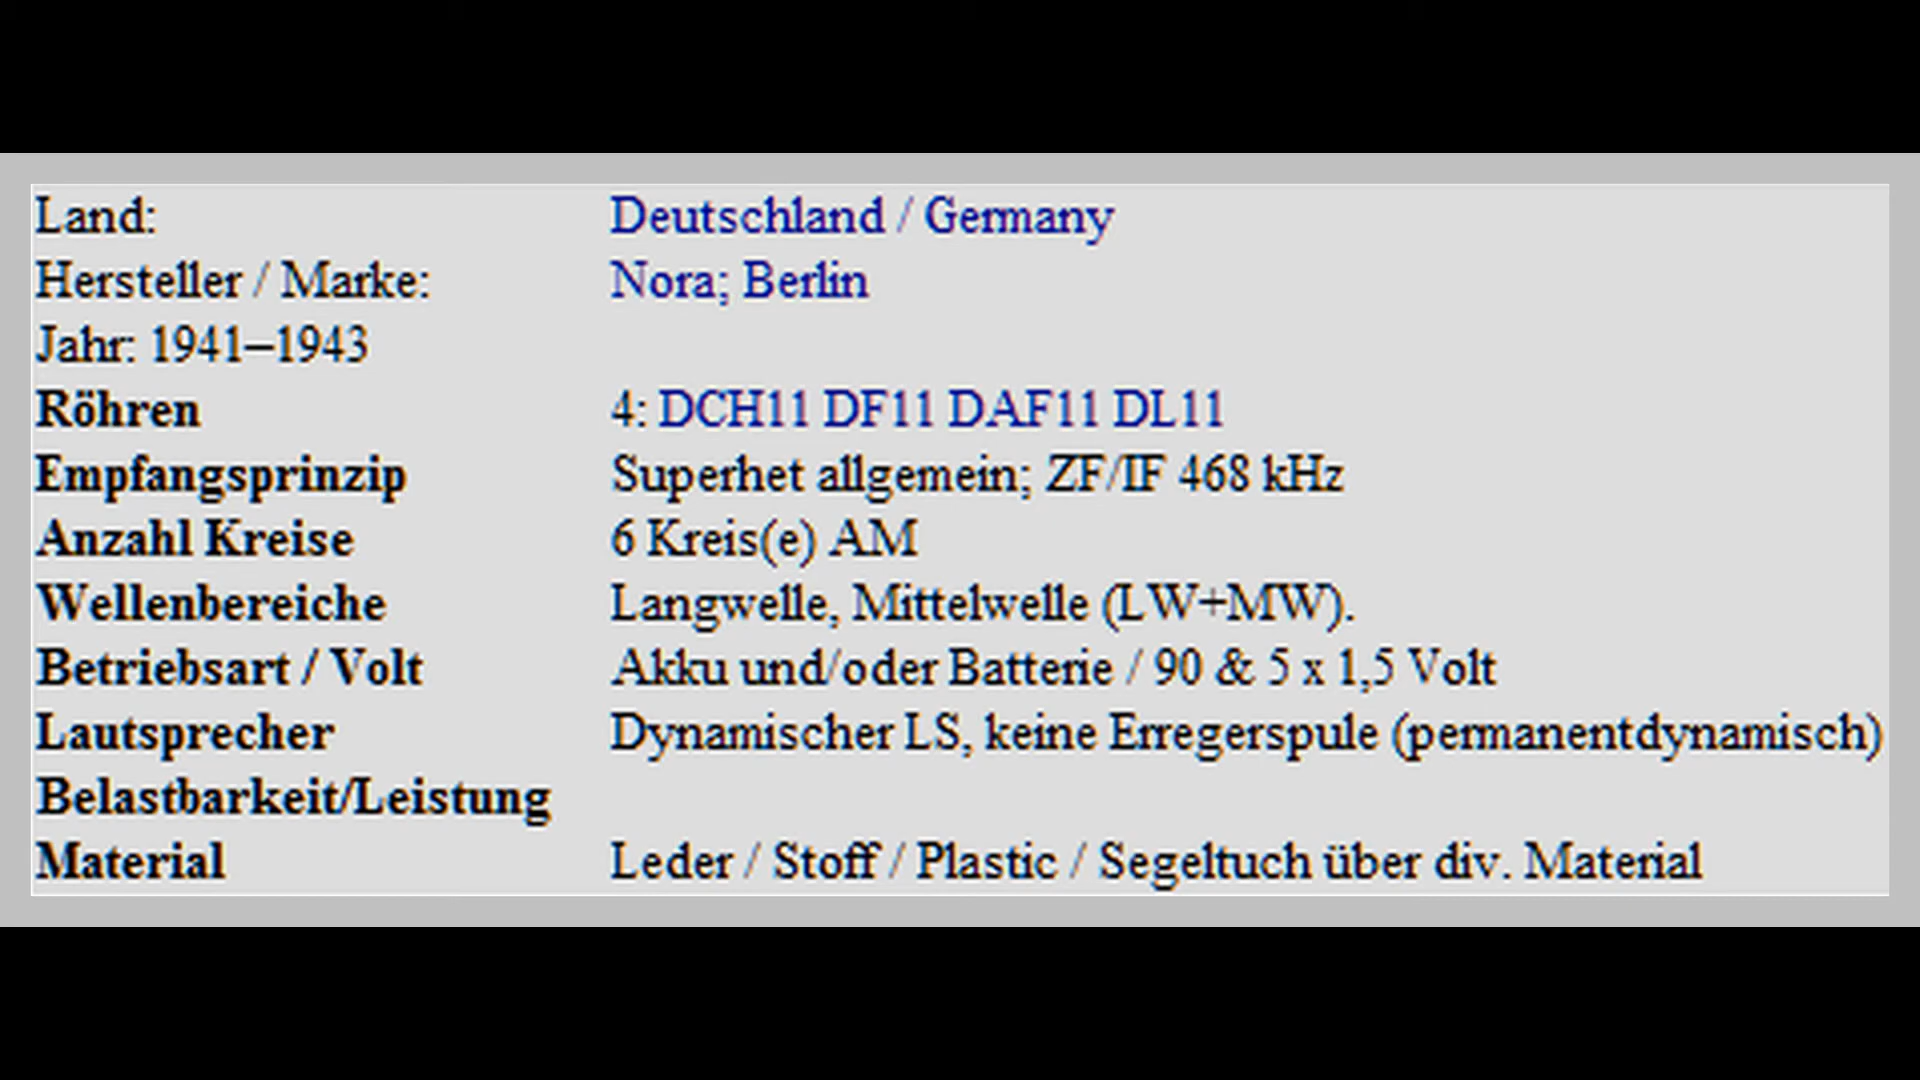 Land: Deutschland / Germany
Hersteller / Marke: Nora; Berlin
Jahr: 1941–1943
Röhren 4: DCH11 DF11 DAF11 DL11
Empfangsprinzip Superhet allgemein; ZF/IF 468 kHz
Anzahl Kreise 6 Kreis(e) AM
Wellenbereiche Langwelle, Mittelwelle (LW+MW).
Betriebsart / Volt Akku und/oder Batterie / 90 & 5 x 1,5 Volt
Lautsprecher Dynamischer LS, keine Erregerspule (permanentdynamisch)
Belastbarkeit/Leistung
Material Leder / Stoff / Plastic / Segeltuch über div. Material